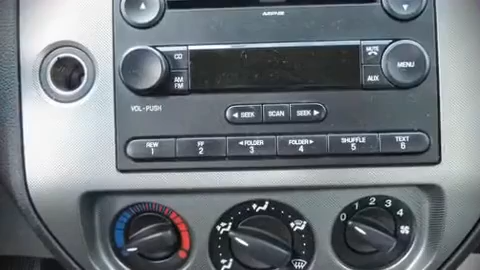 CD
MUTE
MENU
AM
FM
AUX
VOL-PUSH
◄ SEEK SCAN SEEK ►
REW FF ◄FOLDER FOLDER► SHUFFLE TEXT
1 2 3 4 5 6
0 1 2 3 4